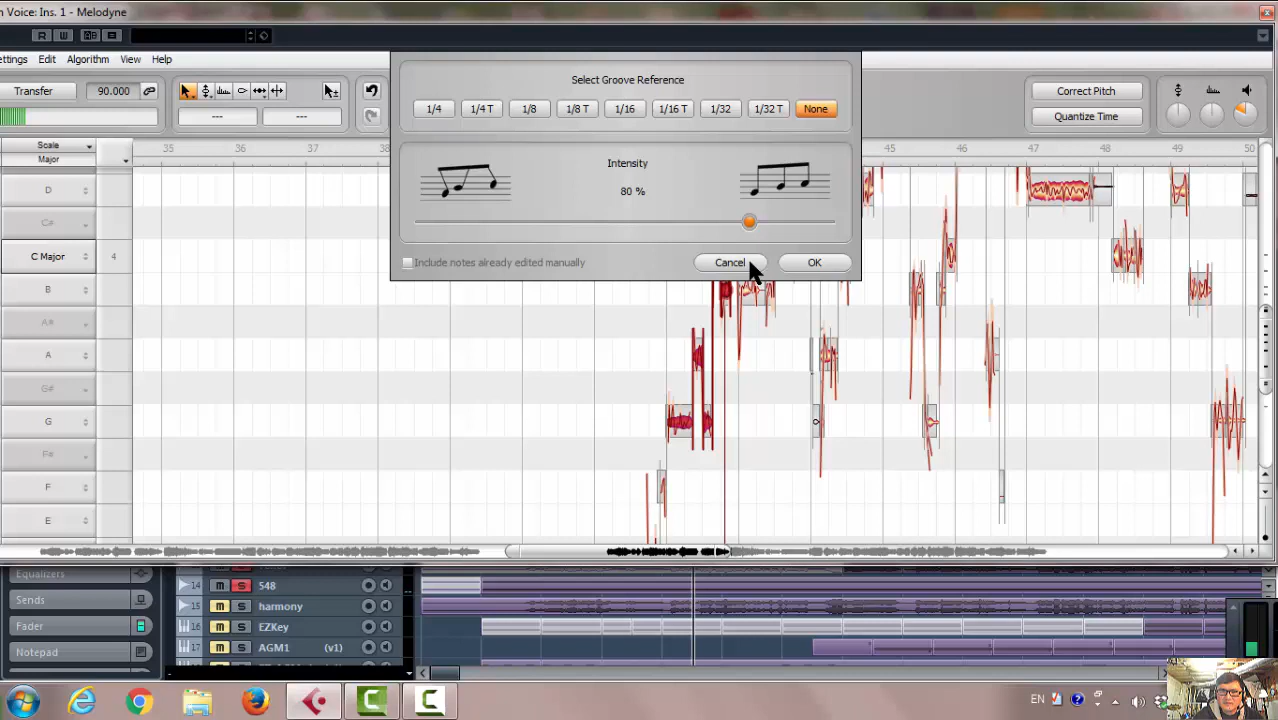 n Voice: Ins. 1 - Melodyne
R W
ettings Edit Algorithm View Help
Transfer 90.000
--- ---
Select Groove Reference
1/4 1/4 T 1/8 1/8 T 1/16 1/16 T 1/32 1/32 T None
Intensity
80 %
Include notes already edited manually
Cancel OK
Correct Pitch
Quantize Time
Scale
Major
35 36 37 38 45 46 47 48 49 50
D
C#
C Major 4
B
A#
A
G#
G
F#
F
E
Equalizers
Sends
Fader
Notepad
14 m S 548
15 m S harmony
16 m S EZKey
17 m S AGM1 (v1)
EN